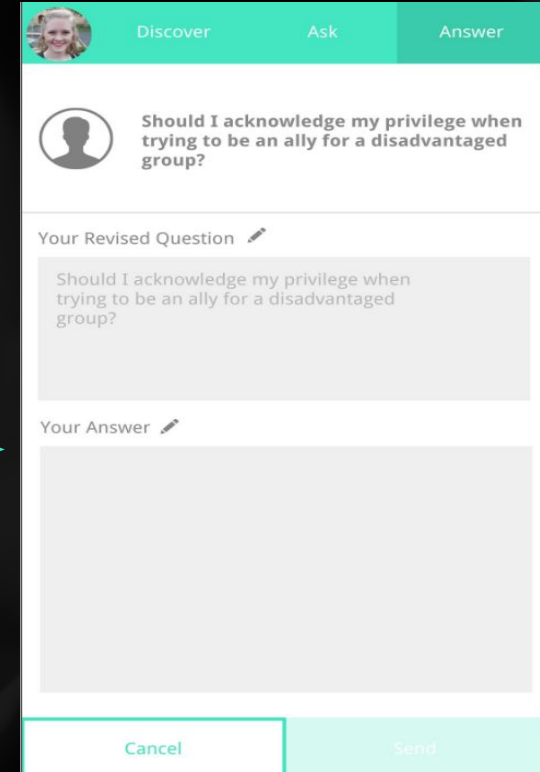 Discover Ask Answer
Should I acknowledge my privilege when
trying to be an ally for a disadvantaged
group?
Your Revised Question
Should I acknowledge my privilege when
trying to be an ally for a disadvantaged
group?
Your Answer
Cancel Send